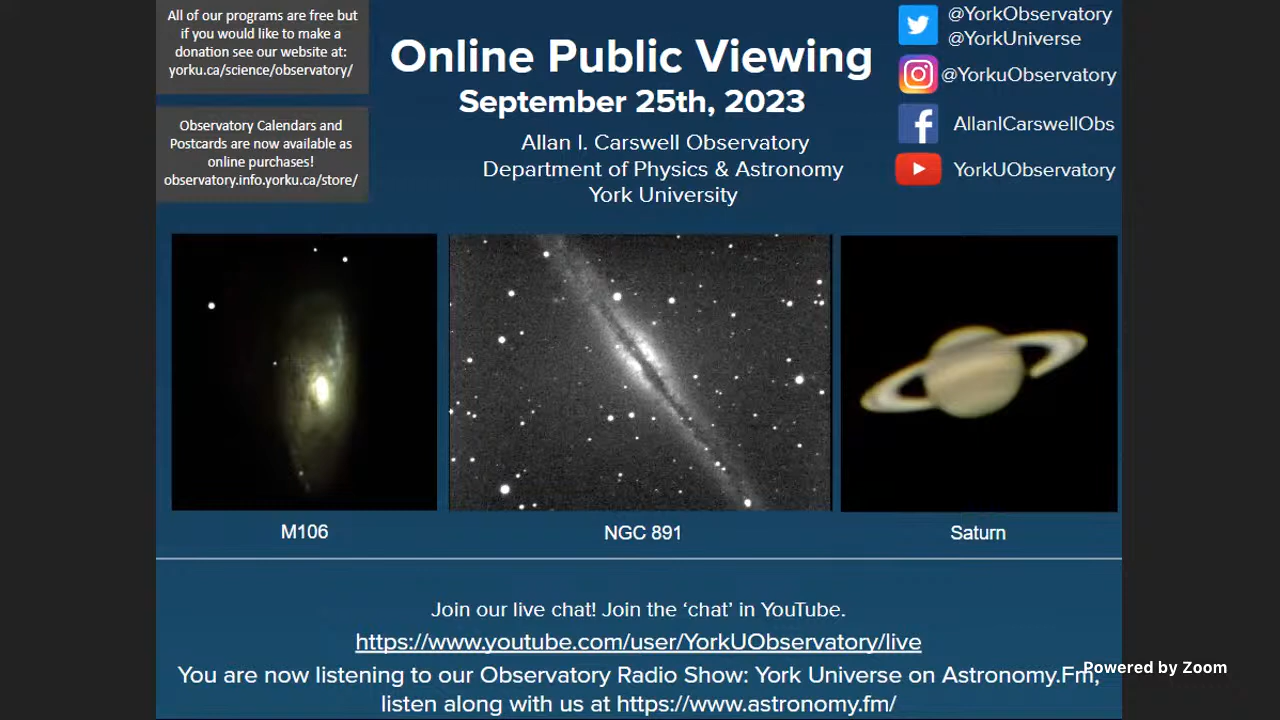 All of our programs are free but
if you would like to make a
donation see our website at:
yorku.ca/science/observatory/
Observatory Calendars and
Postcards are now available as
online purchases!
observatory.info.yorku.ca/store/
Online Public Viewing
September 25th, 2023
Allan I. Carswell Observatory
Department of Physics & Astronomy
York University
@YorkObservatory
@YorkUniverse
@YorkuObservatory
AllanICarswellObs
YorkUObservatory
M106
NGC 891
Saturn
Join our live chat! Join the ‘chat’ in YouTube.
https://www.youtube.com/user/YorkUObservatory/live
You are now listening to our Observatory Radio Show: York Universe on Astronomy.Fm,
listen along with us at https://www.astronomy.fm/
Powered by Zoom